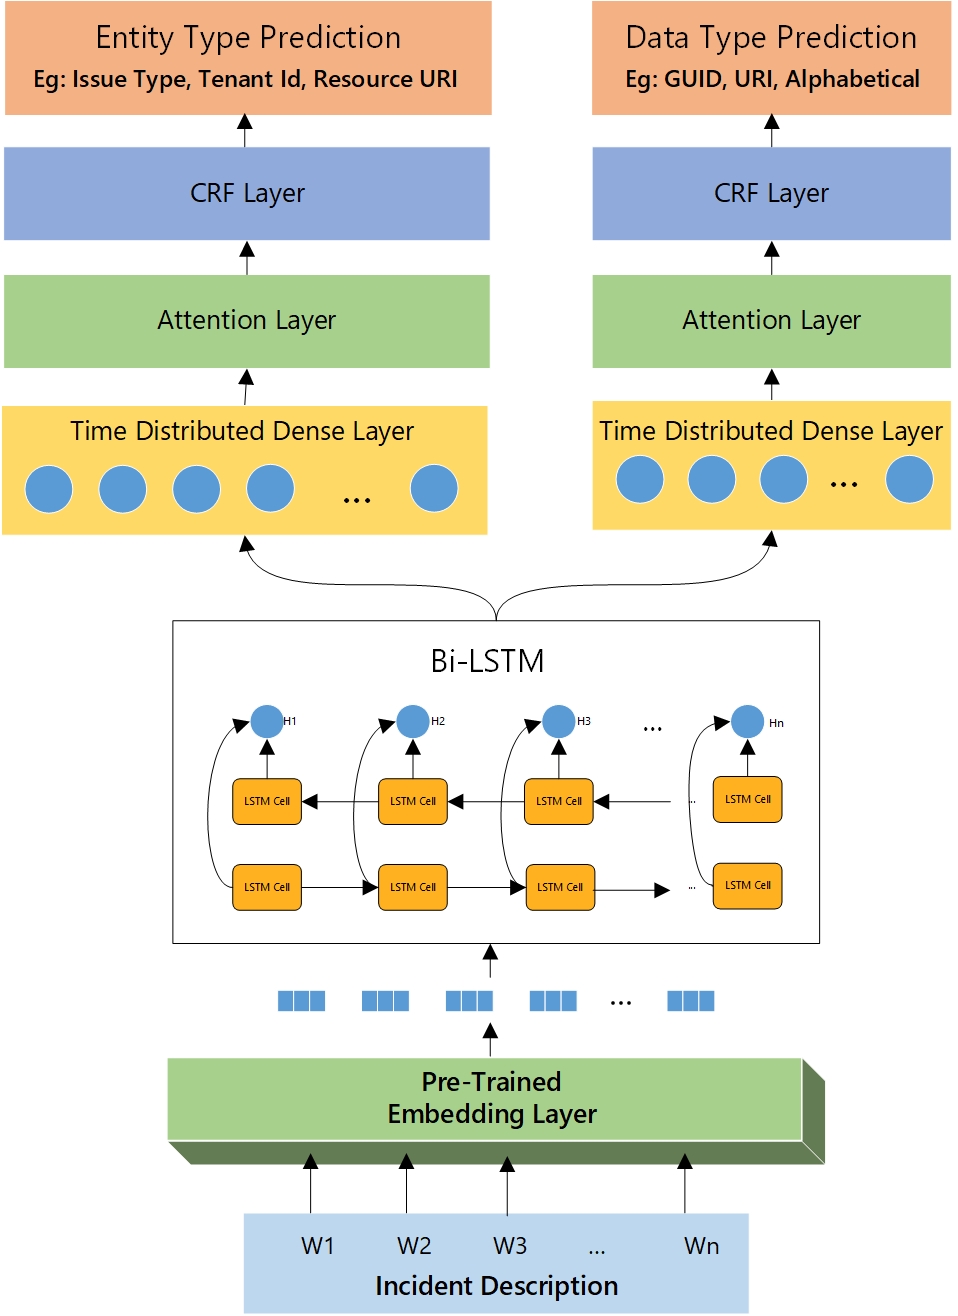 Entity Type Prediction
Eg: Issue Type, Tenant Id, Resource URI
Data Type Prediction
Eg: GUID, URI, Alphabetical
CRF Layer
CRF Layer
Attention Layer
Attention Layer
Time Distributed Dense Layer
...
Time Distributed Dense Layer
...
Bi-LSTM
H1
H2
H3
...
Hn
LSTM Cell
LSTM Cell
LSTM Cell
...
LSTM Cell
LSTM Cell
LSTM Cell
LSTM Cell
...
LSTM Cell
...
Pre-Trained
Embedding Layer
W1 W2 W3 ... Wn
Incident Description